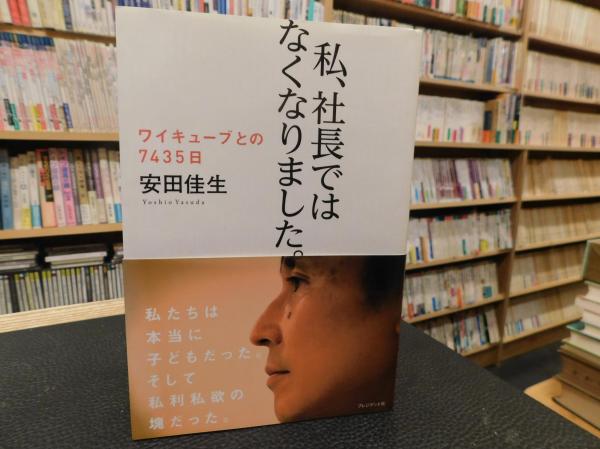 私、社長では
なくなりました。
ワイキューブとの
7435日
安田佳生
Yoshio Yasuda
私たちは
本当に
子どもだった。
そして
私利私欲の
塊だった。
プレジデント社